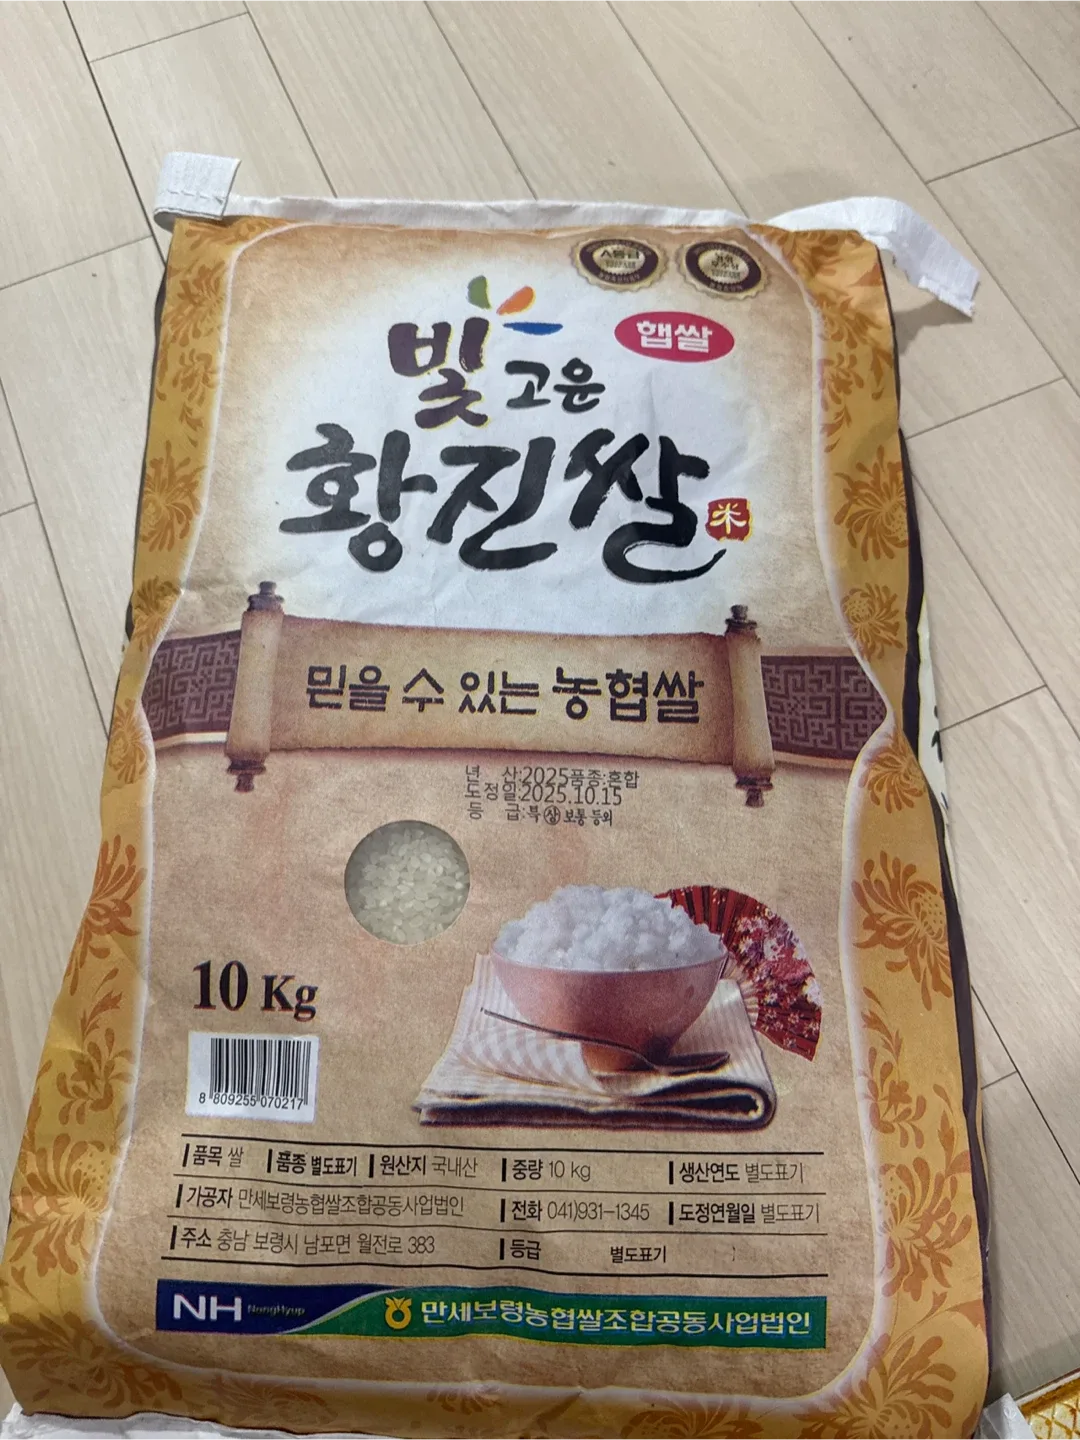 A등급
햅쌀
빛고운
황진쌀
米
믿을 수 있는 농협쌀
년 산:2025품종:혼합
도정일:2025.10.15
등 급:특 상 보통 등외
10 Kg
8 809255 070217
품목 쌀 품종 별도표기 원산지 국내산 중량 10 kg 생산연도 별도표기
가공자 만세보령농협쌀조합공동사업법인 전화 041)931-1345 도정연월일 별도표기
주소 충남 보령시 남포면 월전로 383 등급 별도표기
NH NongHyup 만세보령농협쌀조합공동사업법인